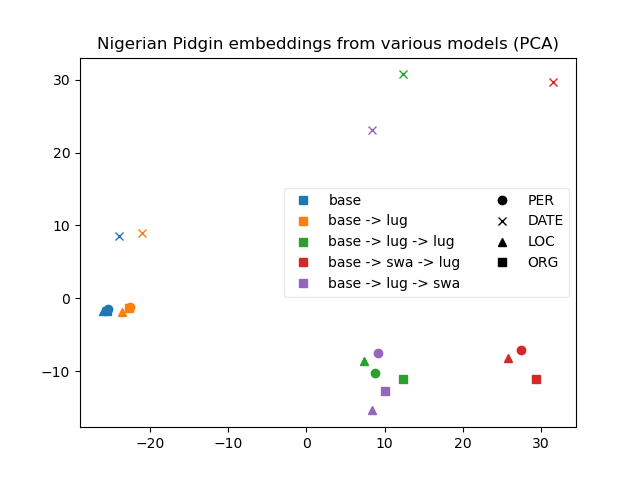 Nigerian Pidgin embeddings from various models (PCA)
30
20
10
0
−10
base
base -> lug
base -> lug -> lug
base -> swa -> lug
base -> lug -> swa
PER
DATE
LOC
ORG
−20
−10
0
10
20
30